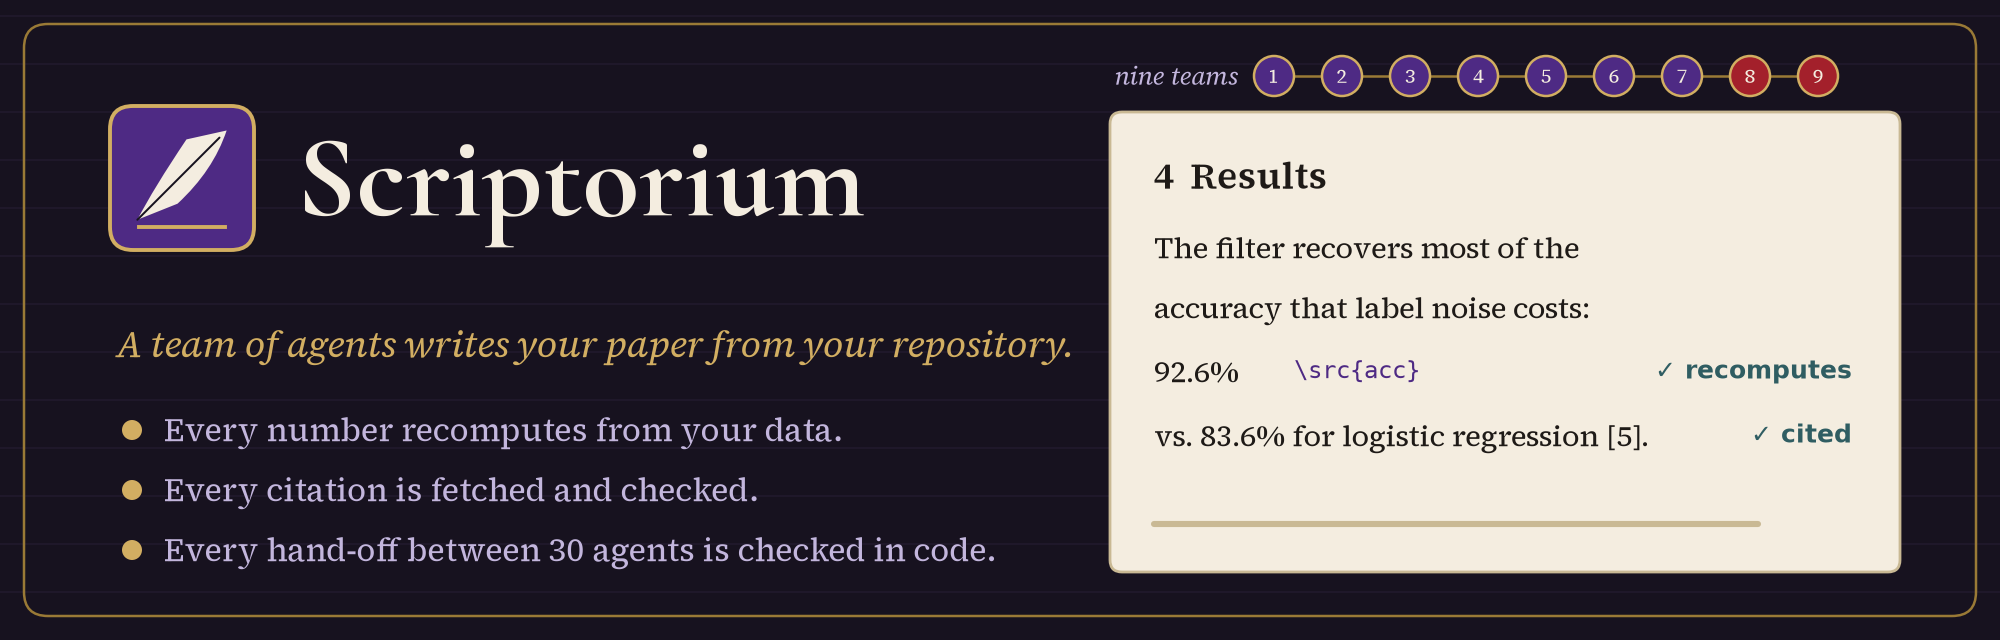 Scriptorium
A team of agents writes your paper from your repository.
Every number recomputes from your data.
Every citation is fetched and checked.
Every hand-off between 30 agents is checked in code.
nine teams 1 2 3 4 5 6 7 8 9
4 Results
The filter recovers most of the
accuracy that label noise costs:
92.6% \src{acc} ✓ recomputes
vs. 83.6% for logistic regression [5]. ✓ cited